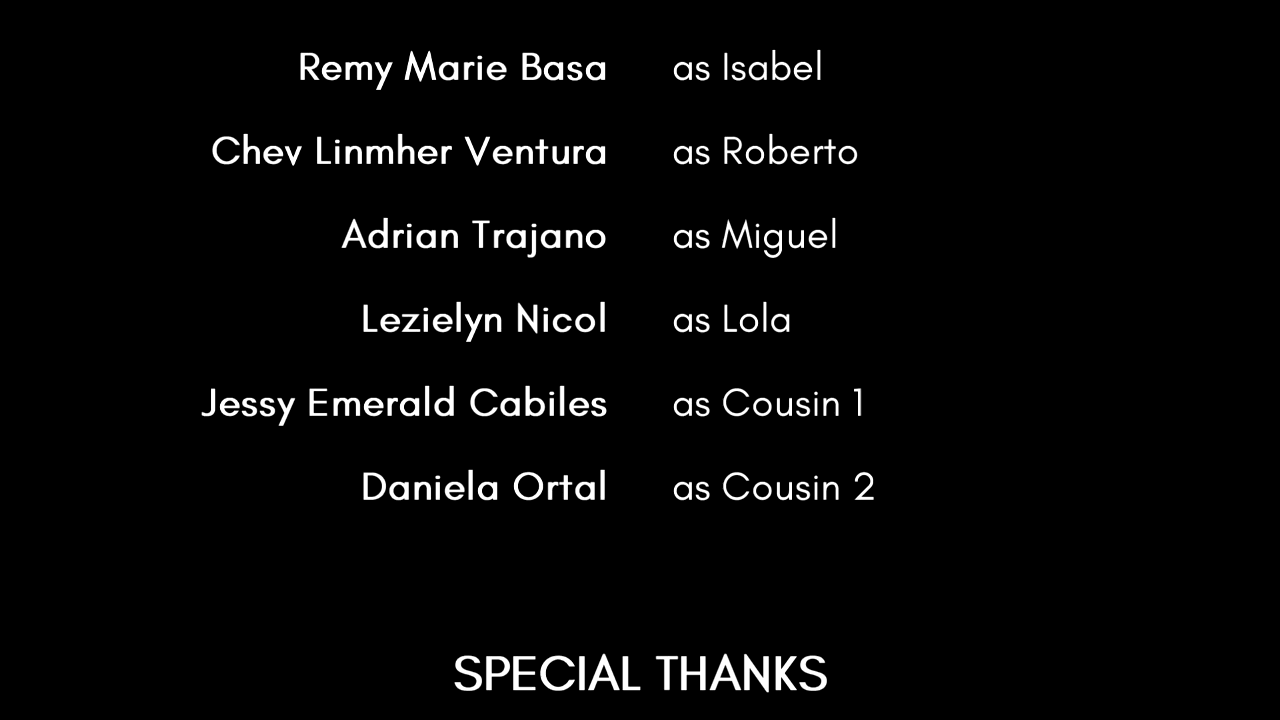 Remy Marie Basa as Isabel
Chev Linmher Ventura as Roberto
Adrian Trajano as Miguel
Lezielyn Nicol as Lola
Jessy Emerald Cabiles as Cousin 1
Daniela Ortal as Cousin 2
SPECIAL THANKS